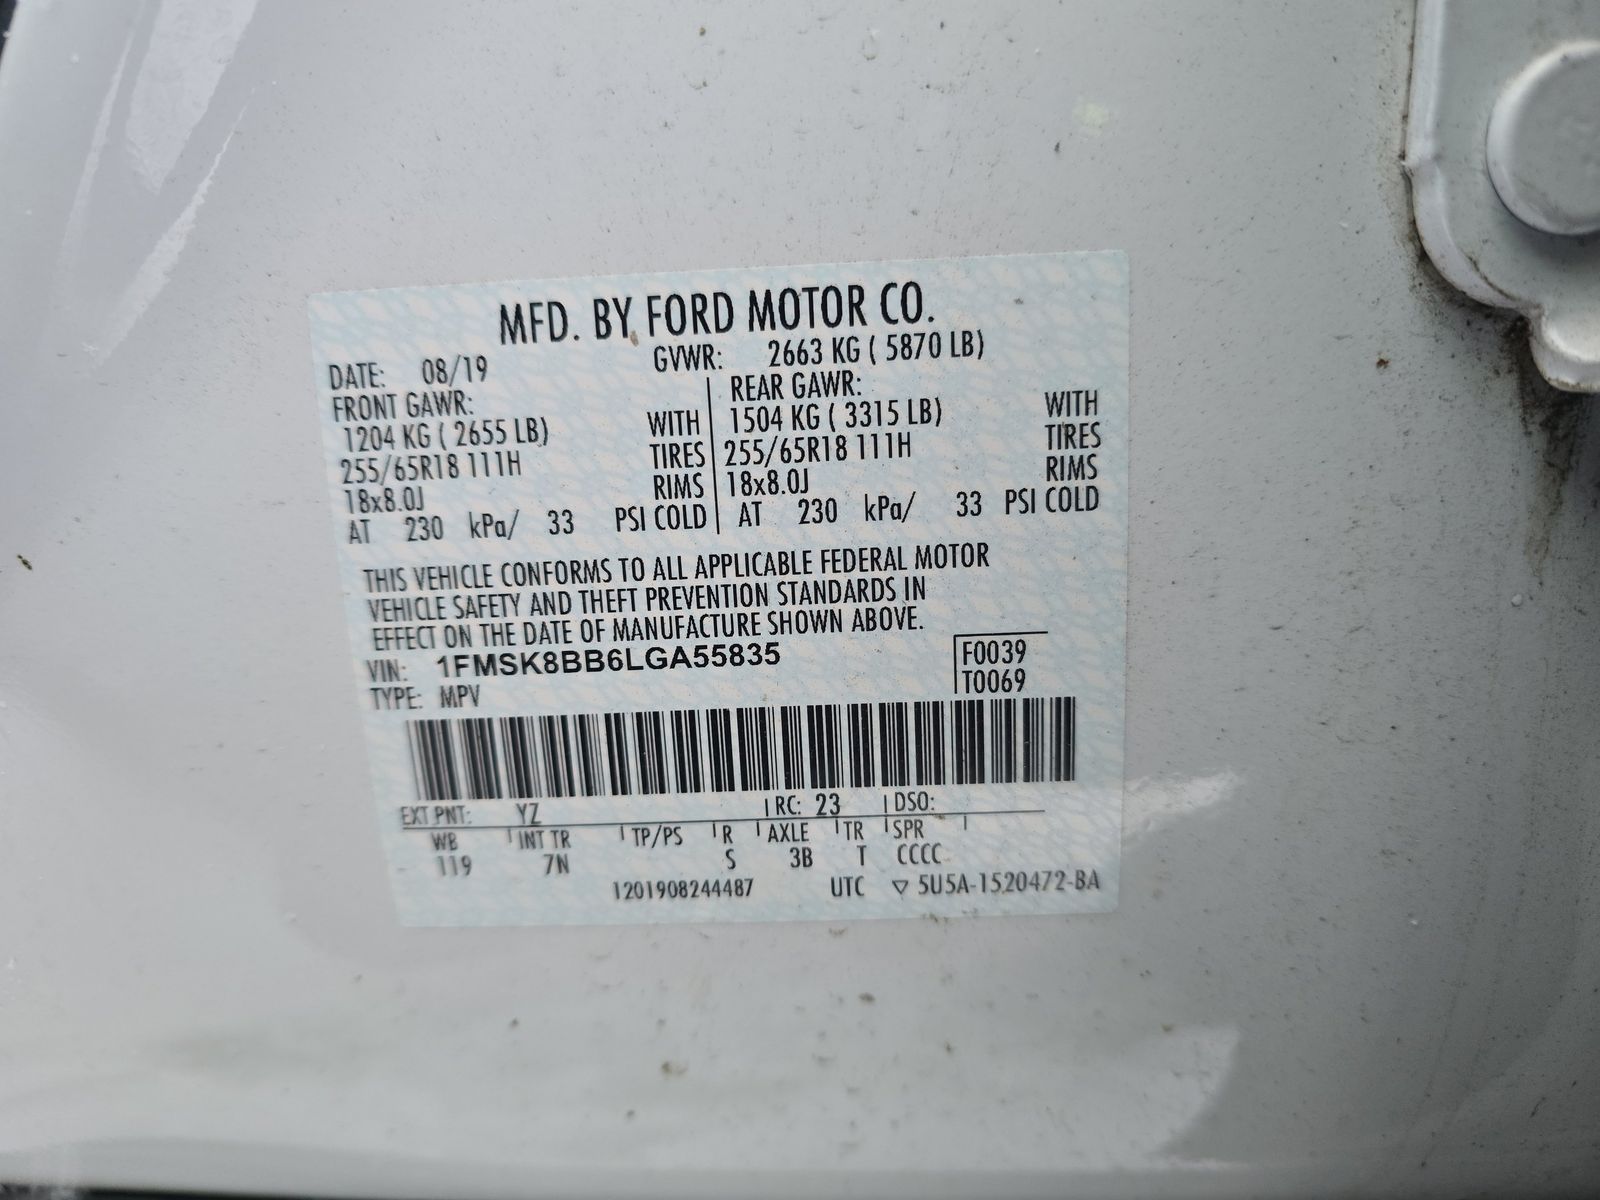 MFD. BY FORD MOTOR CO.
DATE: 08/19 GVWR: 2663 KG ( 5870 LB)
FRONT GAWR: REAR GAWR:
1204 KG ( 2655 LB) WITH 1504 KG ( 3315 LB) WITH
255/65R18 111H TIRES 255/65R18 111H TIRES
18x8.0J RIMS 18x8.0J RIMS
AT 230 kPa/ 33 PSI COLD AT 230 kPa/ 33 PSI COLD
THIS VEHICLE CONFORMS TO ALL APPLICABLE FEDERAL MOTOR
VEHICLE SAFETY AND THEFT PREVENTION STANDARDS IN
EFFECT ON THE DATE OF MANUFACTURE SHOWN ABOVE.
VIN: 1FMSK8BB6LGA55835 F0039
TYPE: MPV T0069
EXT PNT: YZ RC: 23 DSO:
WB INT TR TP/PS R AXLE TR SPR
119 7N S 3B T CCCC
1201908244487 UTC ▽ 5U5A-1520472-BA